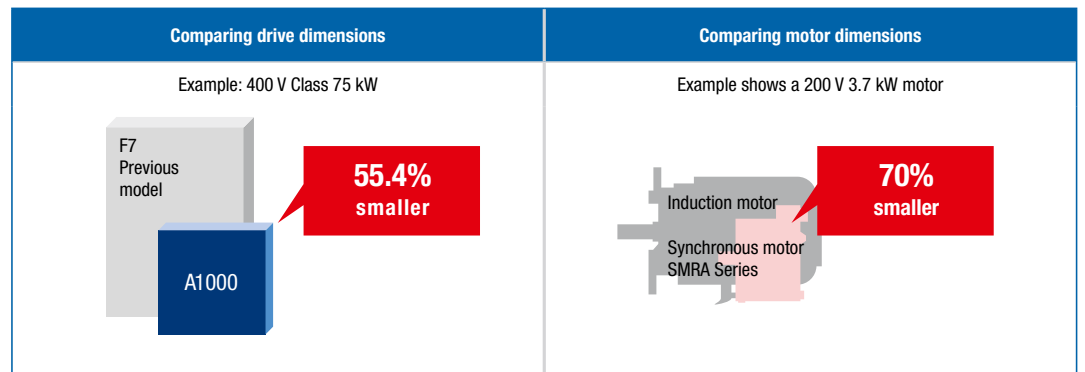 Comparing drive dimensions
Comparing motor dimensions
Example: 400 V Class 75 kW
Example shows a 200 V 3.7 kW motor
F7
Previous
model
55.4%
smaller
A1000
Induction motor
Synchronous motor
SMRA Series
70%
smaller